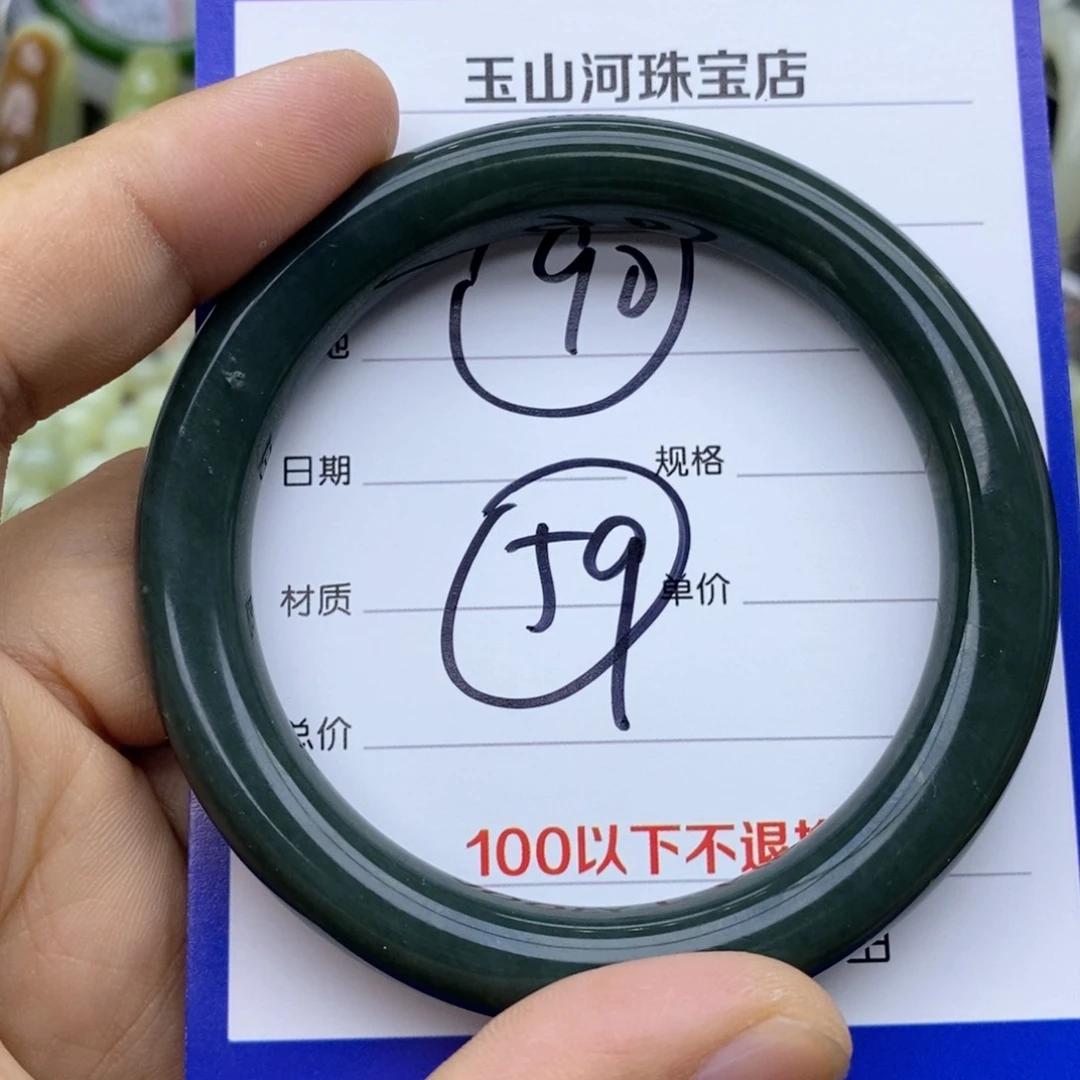 玉山河珠宝店
90
日期 规格
59
材质 单价
总价
100以下不退